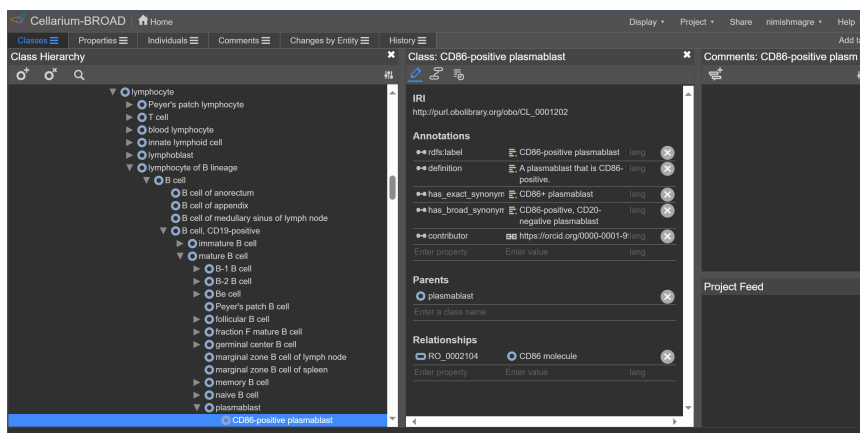 Cellarium-BROAD Home Display Project Share nimishmagre Help
Classes Properties Individuals Comments Changes by Entity History Add ta
Class Hierarchy
lymphocyte
Peyer's patch lymphocyte
T cell
blood lymphocyte
innate lymphoid cell
lymphoblast
lymphocyte of B lineage
B cell
B cell of anorectum
B cell of appendix
B cell of medullary sinus of lymph node
B cell, CD19-positive
immature B cell
mature B cell
B-1 B cell
B-2 B cell
Be cell
Peyer's patch B cell
follicular B cell
fraction F mature B cell
germinal center B cell
marginal zone B cell of lymph node
marginal zone B cell of spleen
memory B cell
naive B cell
plasmablast
CD86-positive plasmablast
Class: CD86-positive plasmablast
IRI
http://purl.obolibrary.org/obo/CL_0001202
Annotations
rdfs:label CD86-positive plasmablast lang
definition A plasmablast that is CD86- lang
positive.
has_exact_synonym CD86+ plasmablast lang
has_broad_synonym CD86-positive, CD20- lang
negative plasmablast
contributor https://orcid.org/0000-0001-9 lang
Enter property Enter value lang
Parents
plasmablast
Enter a class name
Relationships
RO_0002104 CD86 molecule
Enter property Enter value lang
Comments: CD86-positive plasm
Project Feed